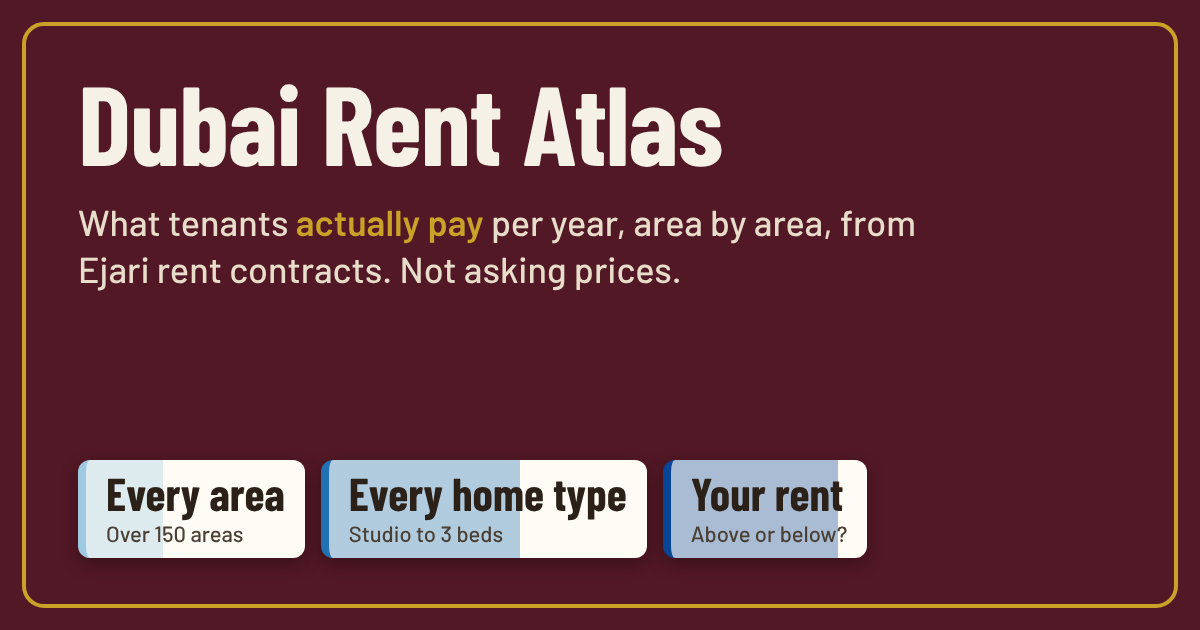 Dubai Rent Atlas
What tenants actually pay per year, area by area, from
Ejari rent contracts. Not asking prices.
Every area
Over 150 areas
Every home type
Studio to 3 beds
Your rent
Above or below?